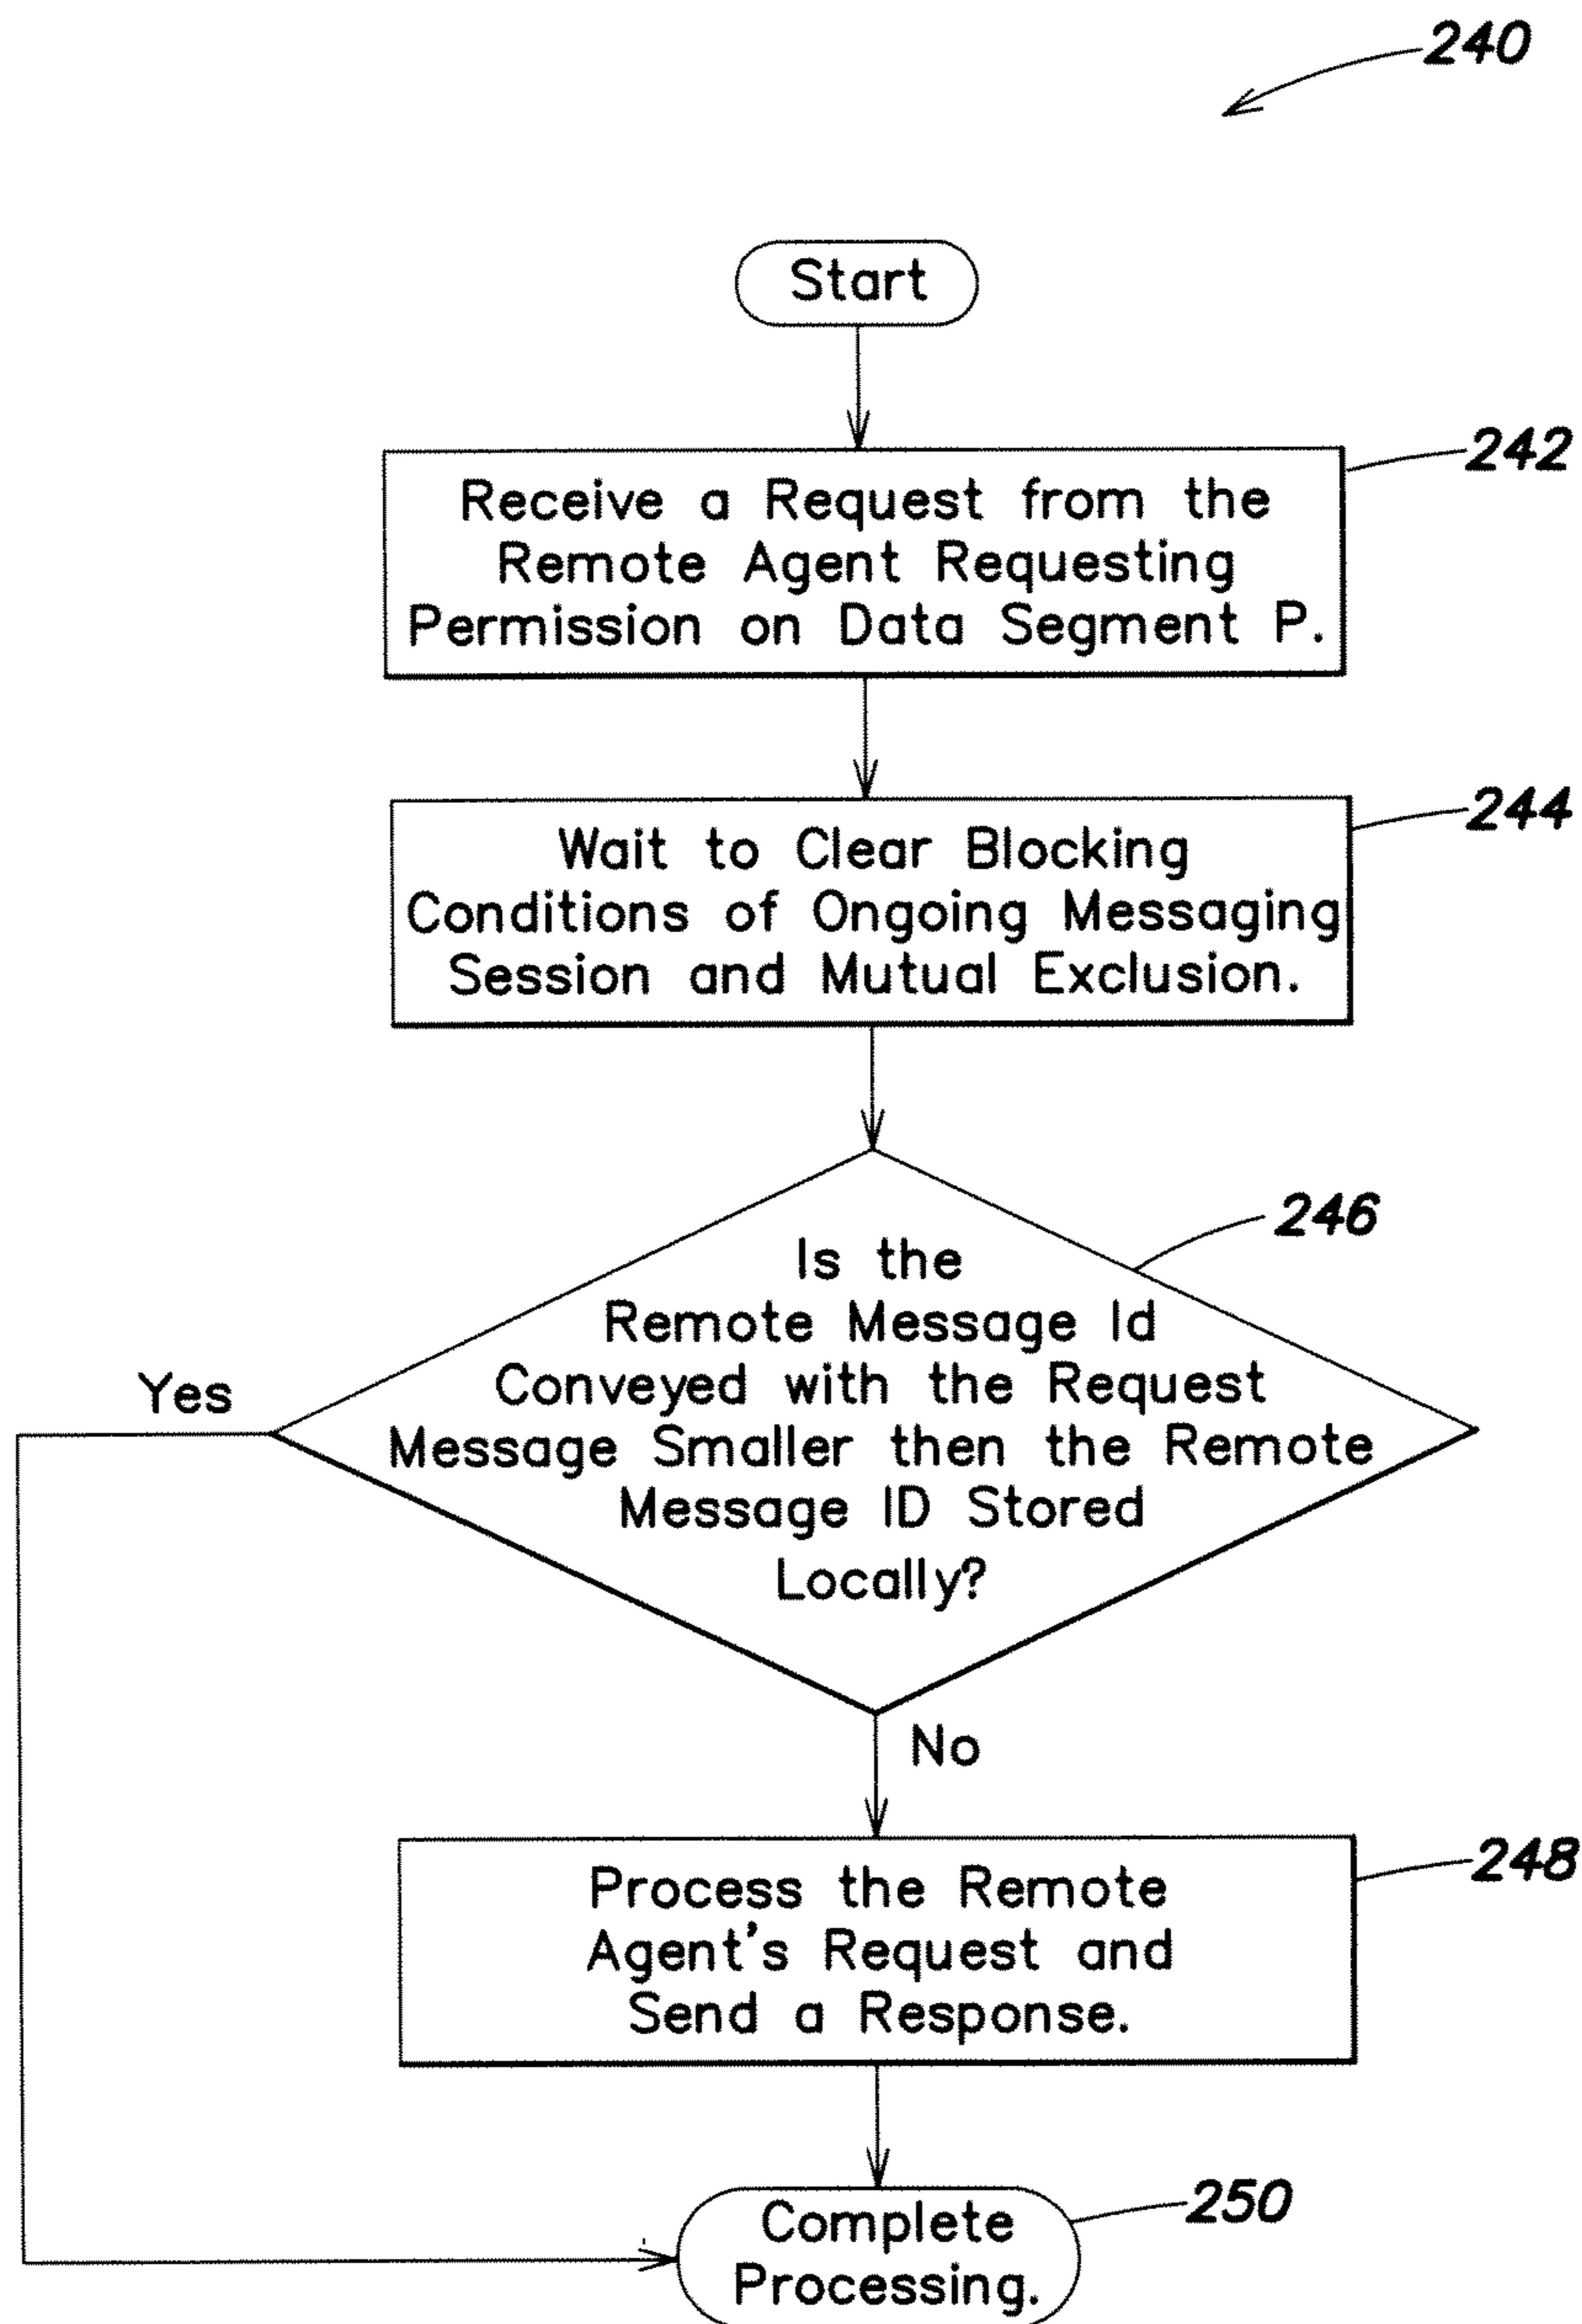 240
Start
242
Receive a Request from the
Remote Agent Requesting
Permission on Data Segment P.
244
Wait to Clear Blocking
Conditions of Ongoing Messaging
Session and Mutual Exclusion.
246
Is the
Remote Message Id
Conveyed with the Request
Message Smaller then the Remote
Message ID Stored
Locally?
Yes
No
248
Process the Remote
Agent's Request and
Send a Response.
250
Complete
Processing.